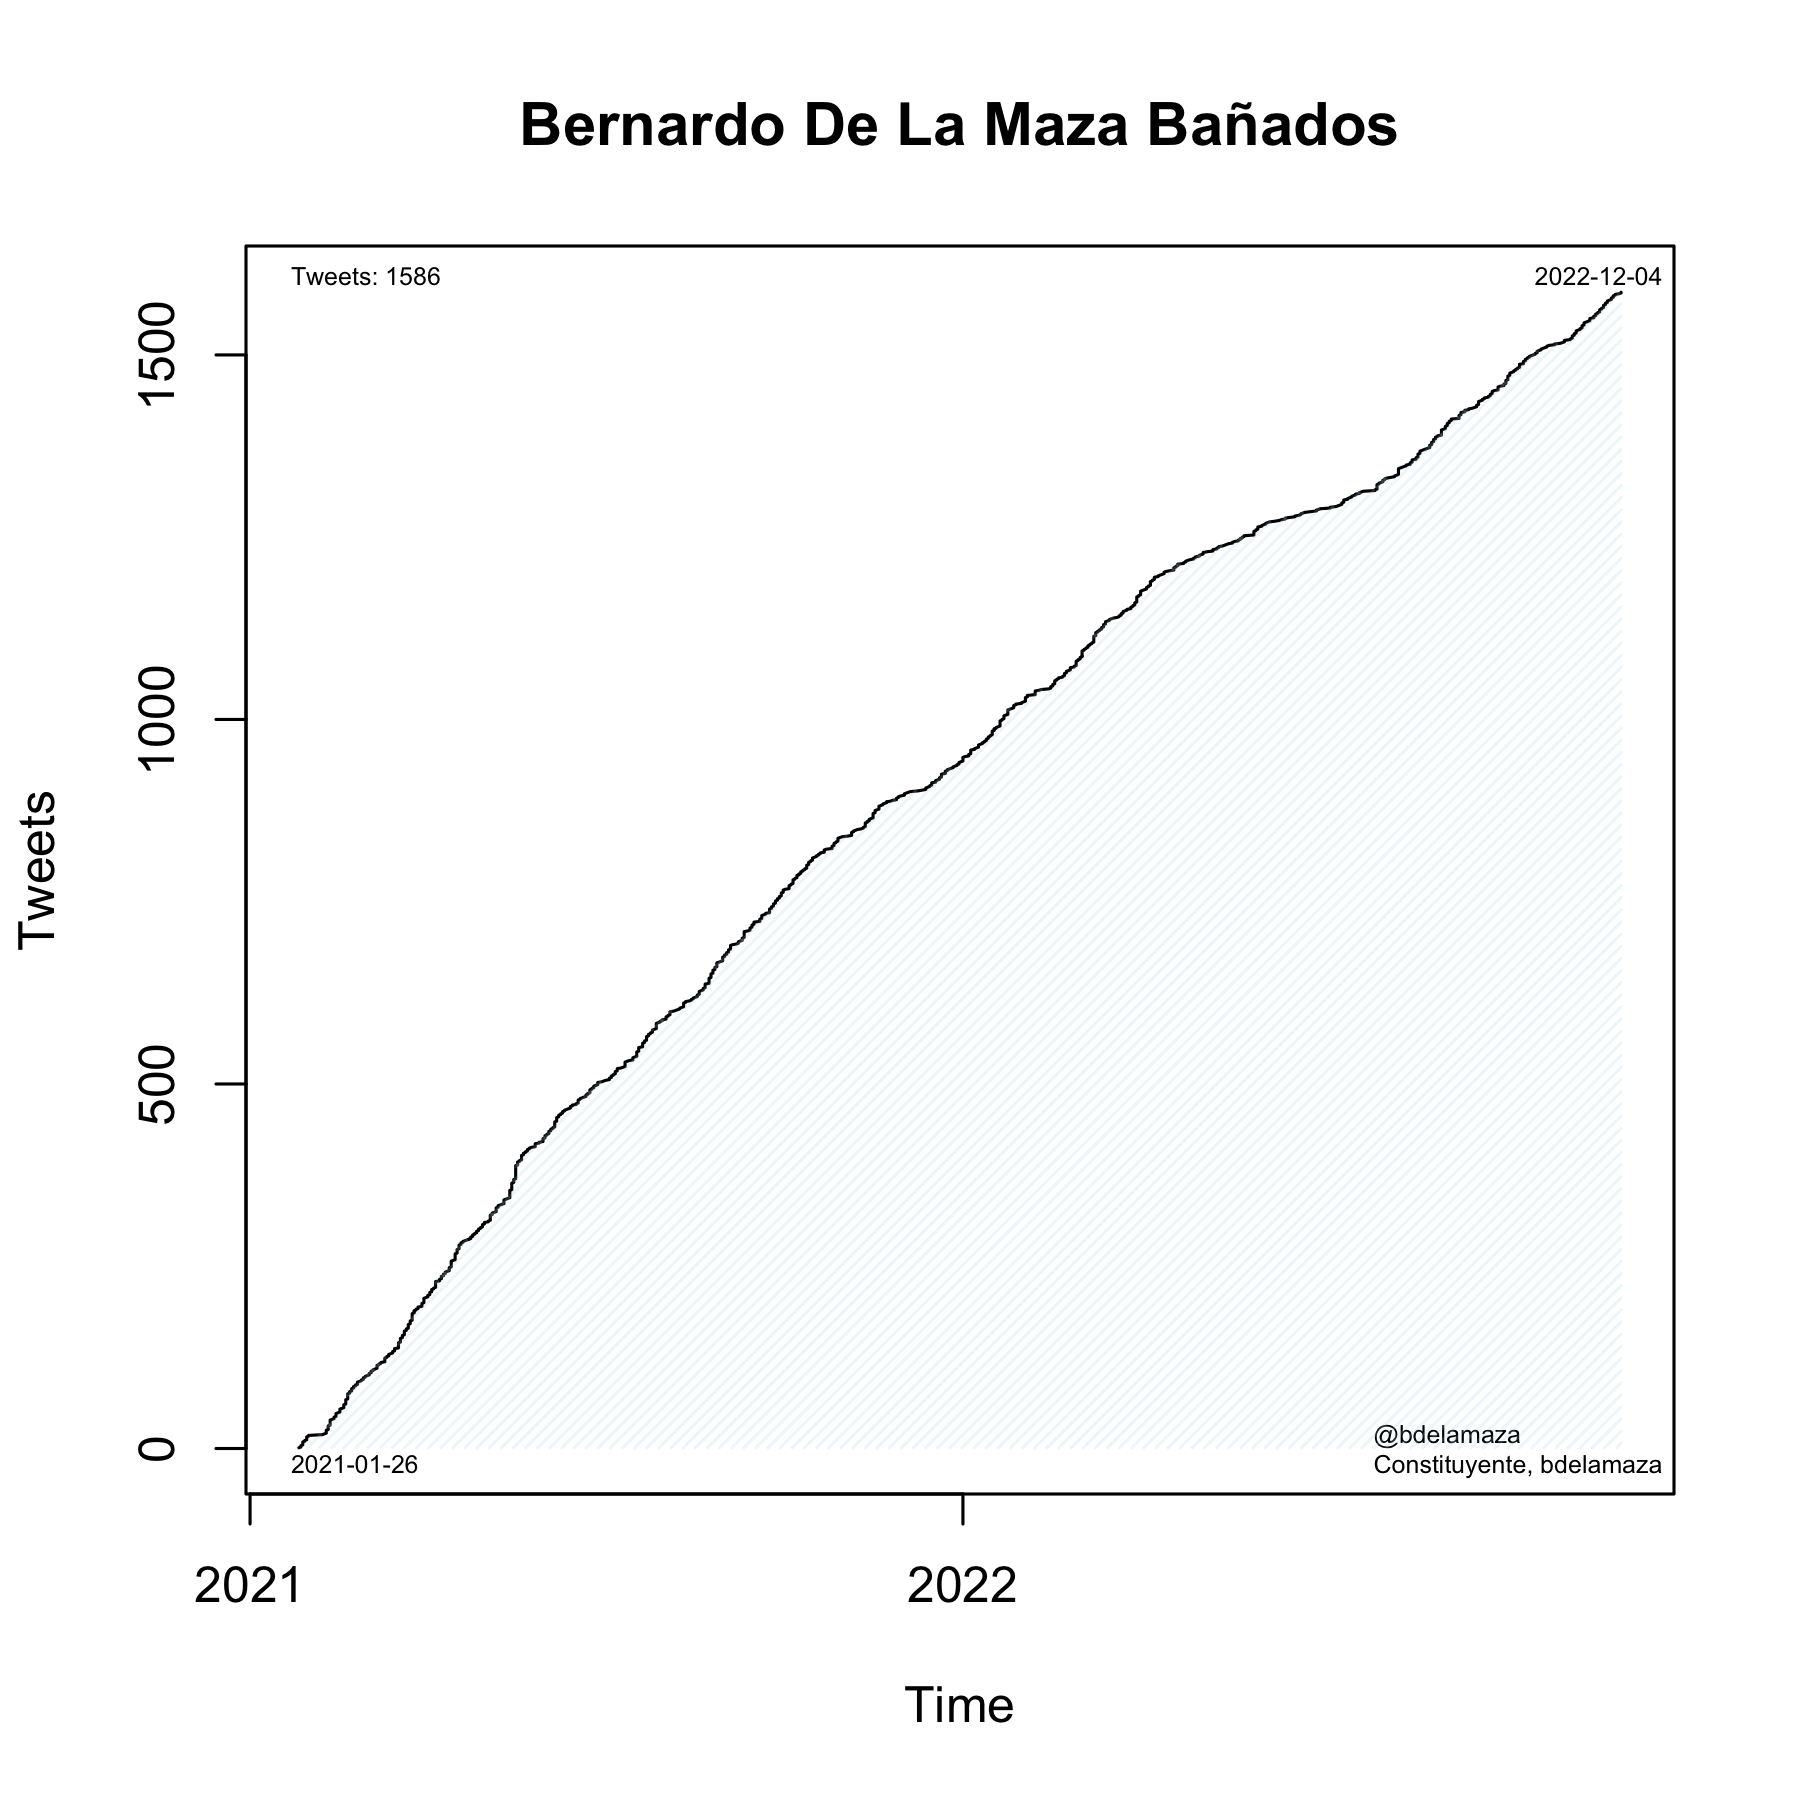 Bernardo De La Maza Bañados
Tweets: 1586
2022-12-04
1500
1000
500
0
Tweets
2021-01-26
@bdelamaza
Constituyente, bdelamaza
2021
2022
Time